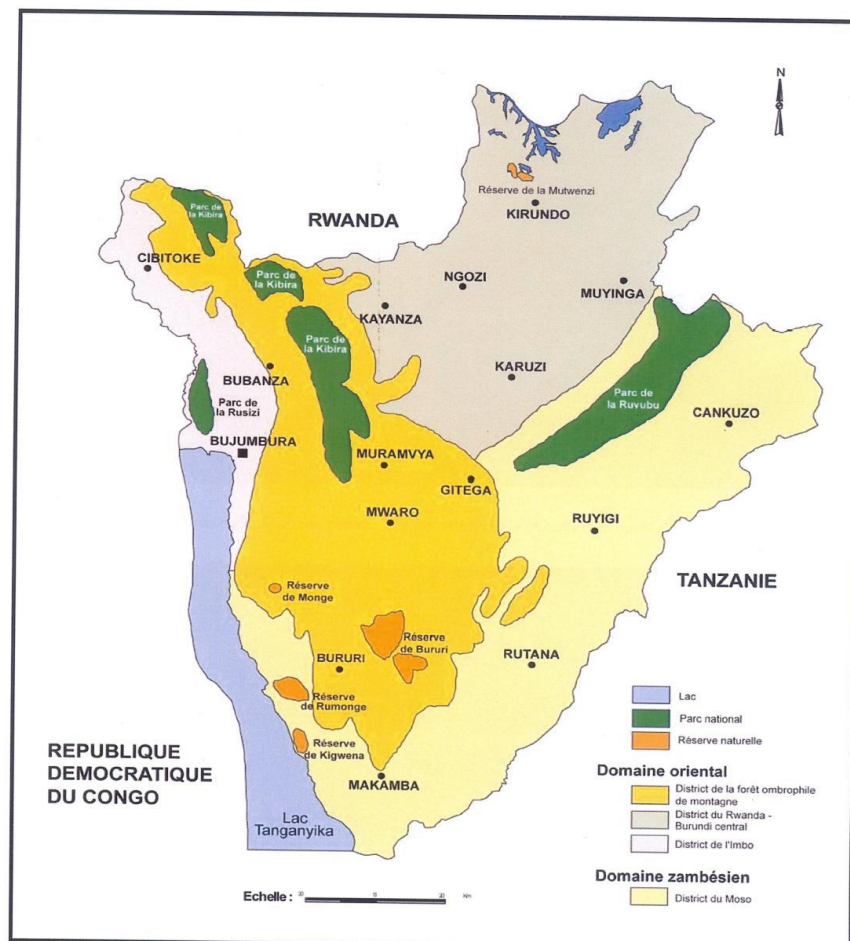 N
Parc de
la Kibira
Réserve de la Mutwenzi
KIRUNDO
RWANDA
CIBITOKE
Parc de
la Kibira
NGOZI
MUYINGA
KAYANZA
Parc de
la Kibira
BUBANZA
KARUZI
Parc de
la Ruvubu
Parc de
la Rusizi
CANKUZO
BUJUMBURA
MURAMVYA
GITEGA
MWARO
RUYIGI
TANZANIE
Réserve
de Monge
Réserve
de Bururi
BURURI
RUTANA
Réserve
de Rumonge
Réserve
de Kigwena
MAKAMBA
REPUBLIQUE
DEMOCRATIQUE
DU CONGO
Lac
Tanganyika
Lac
Parc national
Réserve naturelle
Domaine oriental
District de la forêt ombrophile
de montagne
District du Rwanda -
Burundi central
District de l'Imbo
Domaine zambésien
District du Moso
Echelle :
0
20
Km